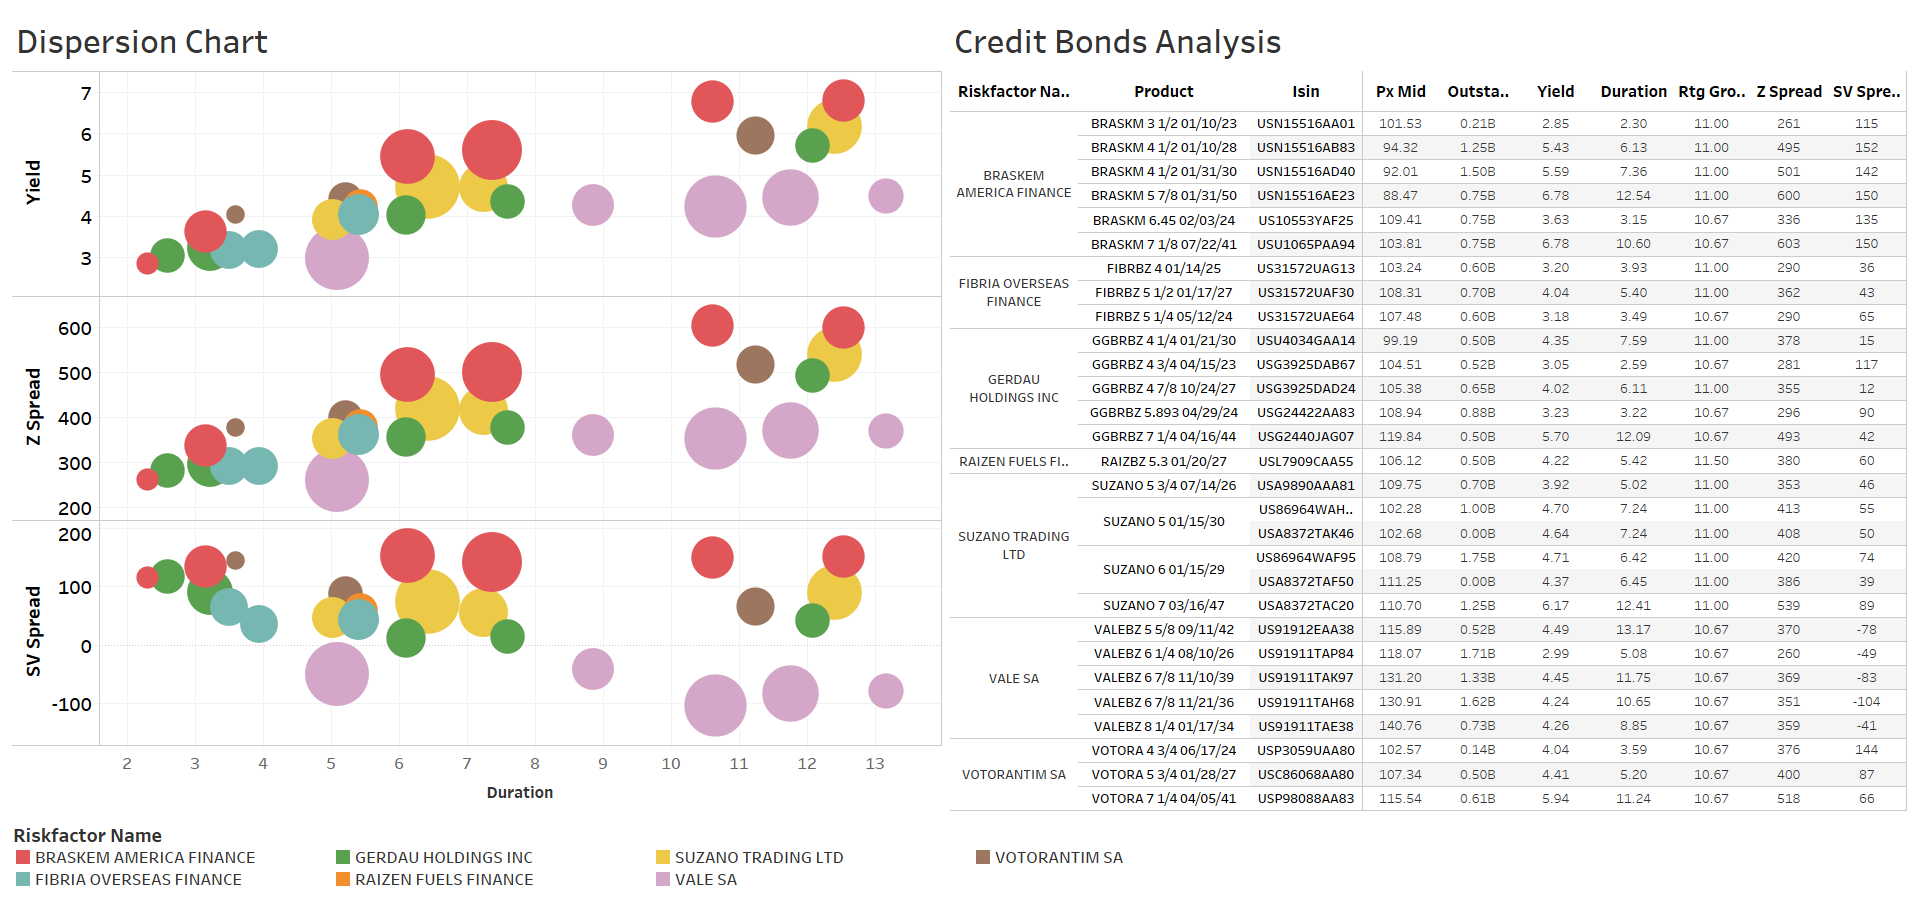 Dispersion Chart
Yield
7
6
5
4
3
Z Spread
600
500
400
300
200
SV Spread
200
100
0
-100
2 3 4 5 6 7 8 9 10 11 12 13
Duration
Riskfactor Name
BRASKEM AMERICA FINANCE GERDAU HOLDINGS INC SUZANO TRADING LTD VOTORANTIM SA
FIBRIA OVERSEAS FINANCE RAIZEN FUELS FINANCE VALE SA
Credit Bonds Analysis
Riskfactor Na.. Product Isin Px Mid Outsta.. Yield Duration Rtg Gro.. Z Spread SV Spre..
BRASKEM
AMERICA FINANCE
BRASKM 3 1/2 01/10/23 USN15516AA01 101.53 0.21B 2.85 2.30 11.00 261 115
BRASKM 4 1/2 01/10/28 USN15516AB83 94.32 1.25B 5.43 6.13 11.00 495 152
BRASKM 4 1/2 01/31/30 USN15516AD40 92.01 1.50B 5.59 7.36 11.00 501 142
BRASKM 5 7/8 01/31/50 USN15516AE23 88.47 0.75B 6.78 12.54 11.00 600 150
BRASKM 6.45 02/03/24 US10553YAF25 109.41 0.75B 3.63 3.15 10.67 336 135
BRASKM 7 1/8 07/22/41 USU1065PAA94 103.81 0.75B 6.78 10.60 10.67 603 150
FIBRIA OVERSEAS
FINANCE
FIBRBZ 4 01/14/25 US31572UAG13 103.24 0.60B 3.20 3.93 11.00 290 36
FIBRBZ 5 1/2 01/17/27 US31572UAF30 108.31 0.70B 4.04 5.40 11.00 362 43
FIBRBZ 5 1/4 05/12/24 US31572UAE64 107.48 0.60B 3.18 3.49 10.67 290 65
GERDAU
HOLDINGS INC
GGBRBZ 4 1/4 01/21/30 USU4034GAA14 99.19 0.50B 4.35 7.59 11.00 378 15
GGBRBZ 4 3/4 04/15/23 USG3925DAB67 104.51 0.52B 3.05 2.59 10.67 281 117
GGBRBZ 4 7/8 10/24/27 USG3925DAD24 105.38 0.65B 4.02 6.11 11.00 355 12
GGBRBZ 5.893 04/29/24 USG24422AA83 108.94 0.88B 3.23 3.22 10.67 296 90
GGBRBZ 7 1/4 04/16/44 USG2440JAG07 119.84 0.50B 5.70 12.09 10.67 493 42
RAIZEN FUELS FI.. RAIZBZ 5.3 01/20/27 USL7909CAA55 106.12 0.50B 4.22 5.42 11.50 380 60
SUZANO TRADING
LTD
SUZANO 5 3/4 07/14/26 USA9890AAA81 109.75 0.70B 3.92 5.02 11.00 353 46
SUZANO 5 01/15/30 US86964WAH.. 102.28 1.00B 4.70 7.24 11.00 413 55
USA8372TAK46 102.68 0.00B 4.64 7.24 11.00 408 50
SUZANO 6 01/15/29 US86964WAF95 108.79 1.75B 4.71 6.42 11.00 420 74
USA8372TAF50 111.25 0.00B 4.37 6.45 11.00 386 39
SUZANO 7 03/16/47 USA8372TAC20 110.70 1.25B 6.17 12.41 11.00 539 89
VALE SA
VALEBZ 5 5/8 09/11/42 US91912EAA38 115.89 0.52B 4.49 13.17 10.67 370 -78
VALEBZ 6 1/4 08/10/26 US91911TAP84 118.07 1.71B 2.99 5.08 10.67 260 -49
VALEBZ 6 7/8 11/10/39 US91911TAK97 131.20 1.33B 4.45 11.75 10.67 369 -83
VALEBZ 6 7/8 11/21/36 US91911TAH68 130.91 1.62B 4.24 10.65 10.67 351 -104
VALEBZ 8 1/4 01/17/34 US91911TAE38 140.76 0.73B 4.26 8.85 10.67 359 -41
VOTORANTIM SA
VOTORA 4 3/4 06/17/24 USP3059UAA80 102.57 0.14B 4.04 3.59 10.67 376 144
VOTORA 5 3/4 01/28/27 USC86068AA80 107.34 0.50B 4.41 5.20 10.67 400 87
VOTORA 7 1/4 04/05/41 USP98088AA83 115.54 0.61B 5.94 11.24 10.67 518 66